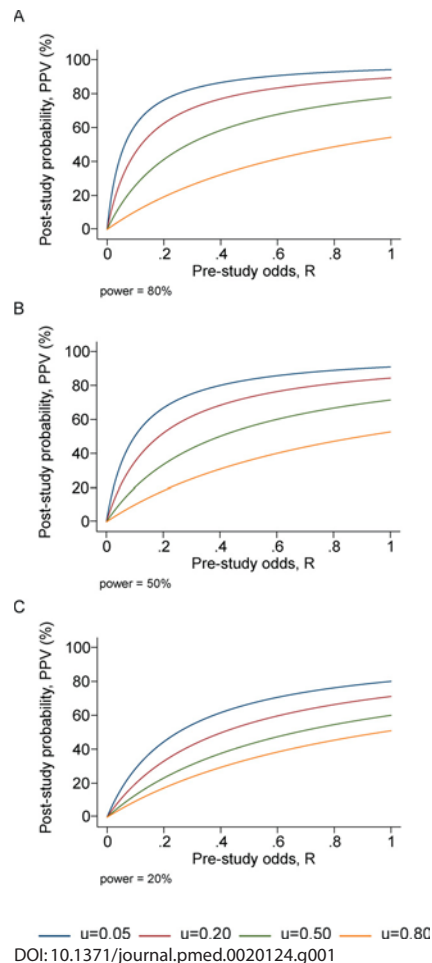 A
Post-study probability, PPV (%)
100
80
60
40
20
0
0 .2 .4 .6 .8 1
Pre-study odds, R
power = 80%
B
Post-study probability, PPV (%)
100
80
60
40
20
0
0 .2 .4 .6 .8 1
Pre-study odds, R
power = 50%
C
Post-study probability, PPV (%)
100
80
60
40
20
0
0 .2 .4 .6 .8 1
Pre-study odds, R
power = 20%
u=0.05 u=0.20 u=0.50 u=0.80
DOI: 10.1371/journal.pmed.0020124.g001